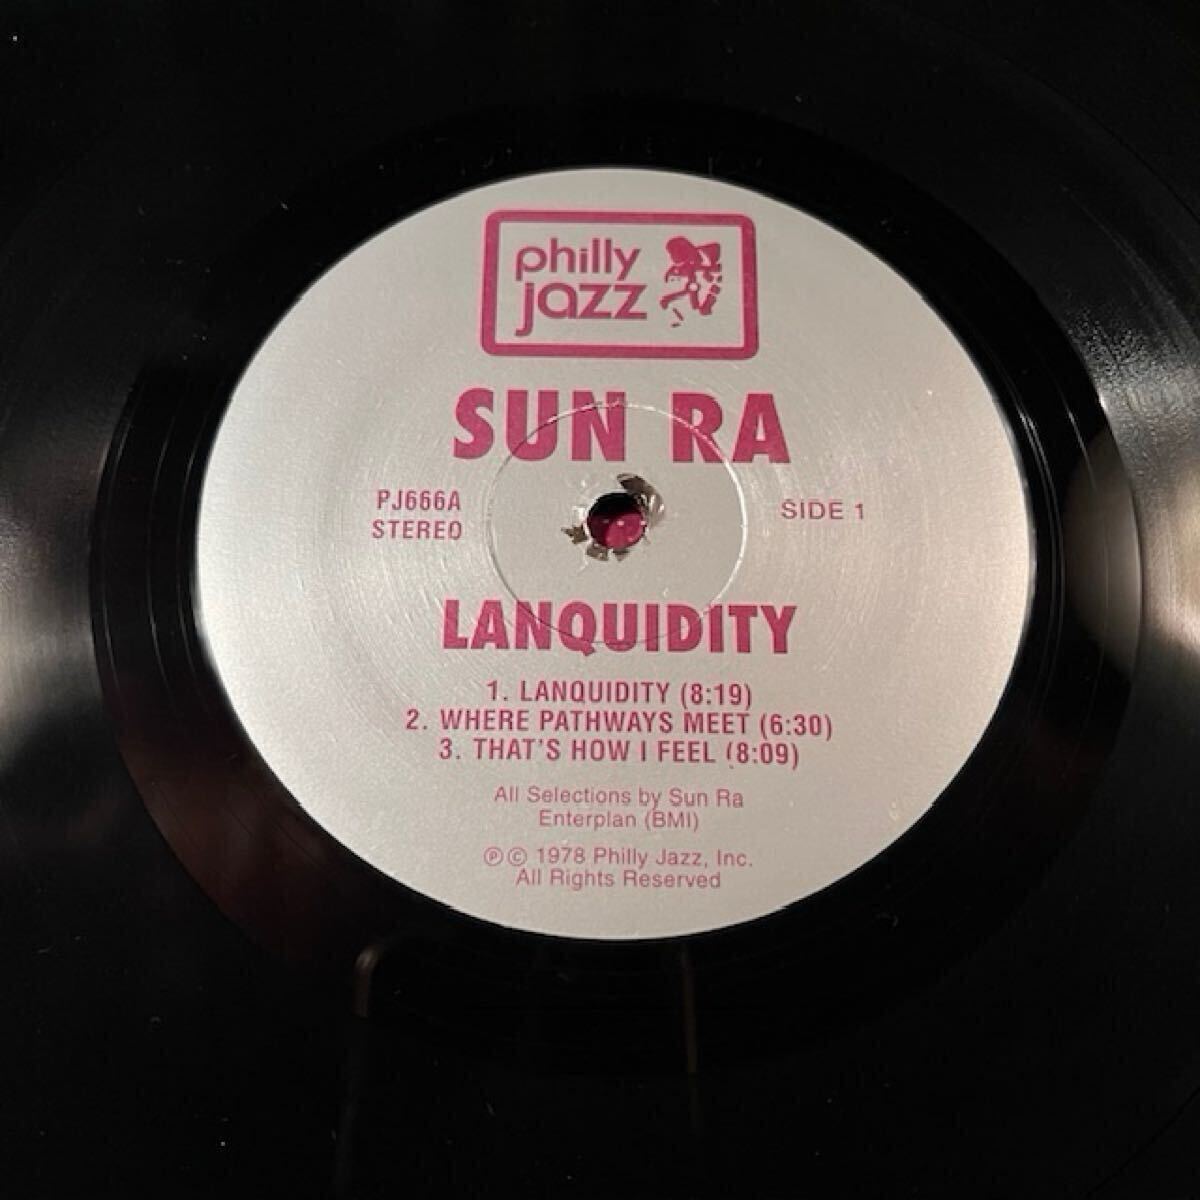 philly
jazz
SUN RA
PJ666A
STEREO
SIDE 1
LANQUIDITY
1. LANQUIDITY (8:19)
2. WHERE PATHWAYS MEET (6:30)
3. THAT'S HOW I FEEL (8:09)
All Selections by Sun Ra
Enterplan (BMI)
℗© 1978 Philly Jazz, Inc.
All Rights Reserved